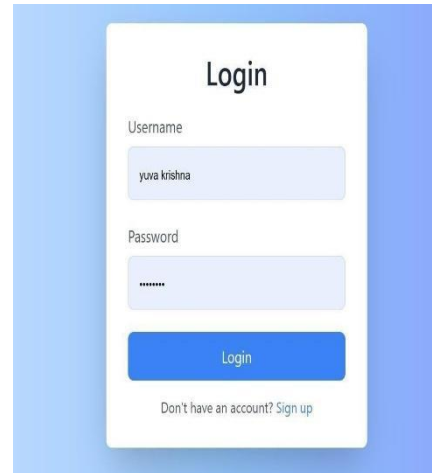 Login
Username
yuva krishna
Password
••••••••
Login
Don't have an account? Sign up